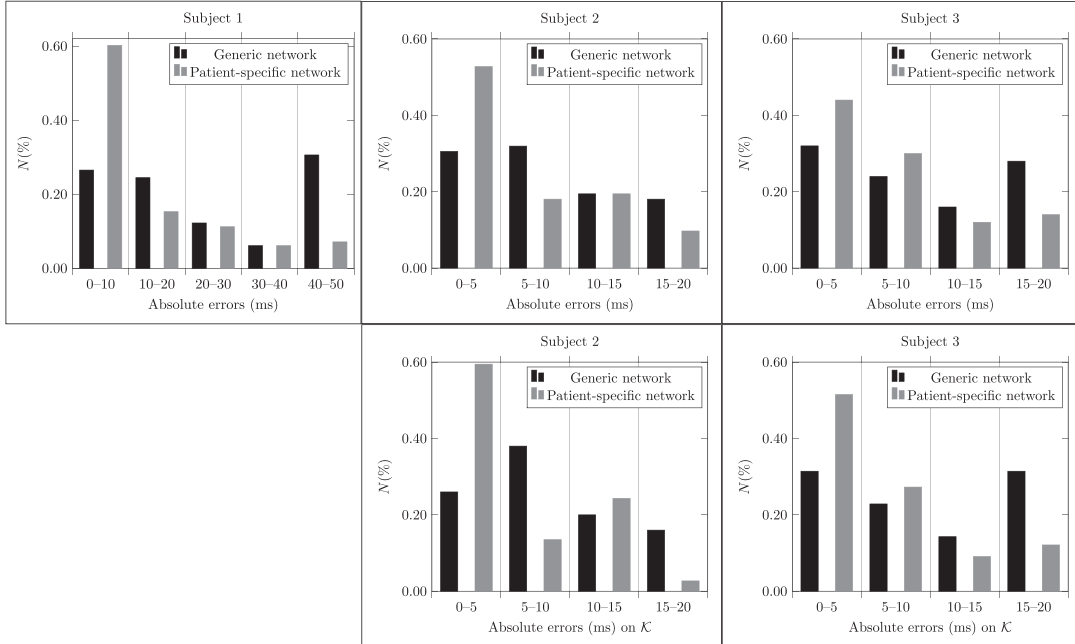 Subject 1
0.60
0.40
0.20
0.00
N(%)
Generic network
Patient-specific network
0–10 10–20 20–30 30–40 40–50
Absolute errors (ms)
Subject 2
0.60
0.40
0.20
0.00
N(%)
Generic network
Patient-specific network
0–5 5–10 10–15 15–20
Absolute errors (ms)
Subject 3
0.60
0.40
0.20
0.00
N(%)
Generic network
Patient-specific network
0–5 5–10 10–15 15–20
Absolute errors (ms)
Subject 2
0.60
0.40
0.20
0.00
N(%)
Generic network
Patient-specific network
0–5 5–10 10–15 15–20
Absolute errors (ms) on 𝒦
Subject 3
0.60
0.40
0.20
0.00
N(%)
Generic network
Patient-specific network
0–5 5–10 10–15 15–20
Absolute errors (ms) on 𝒦